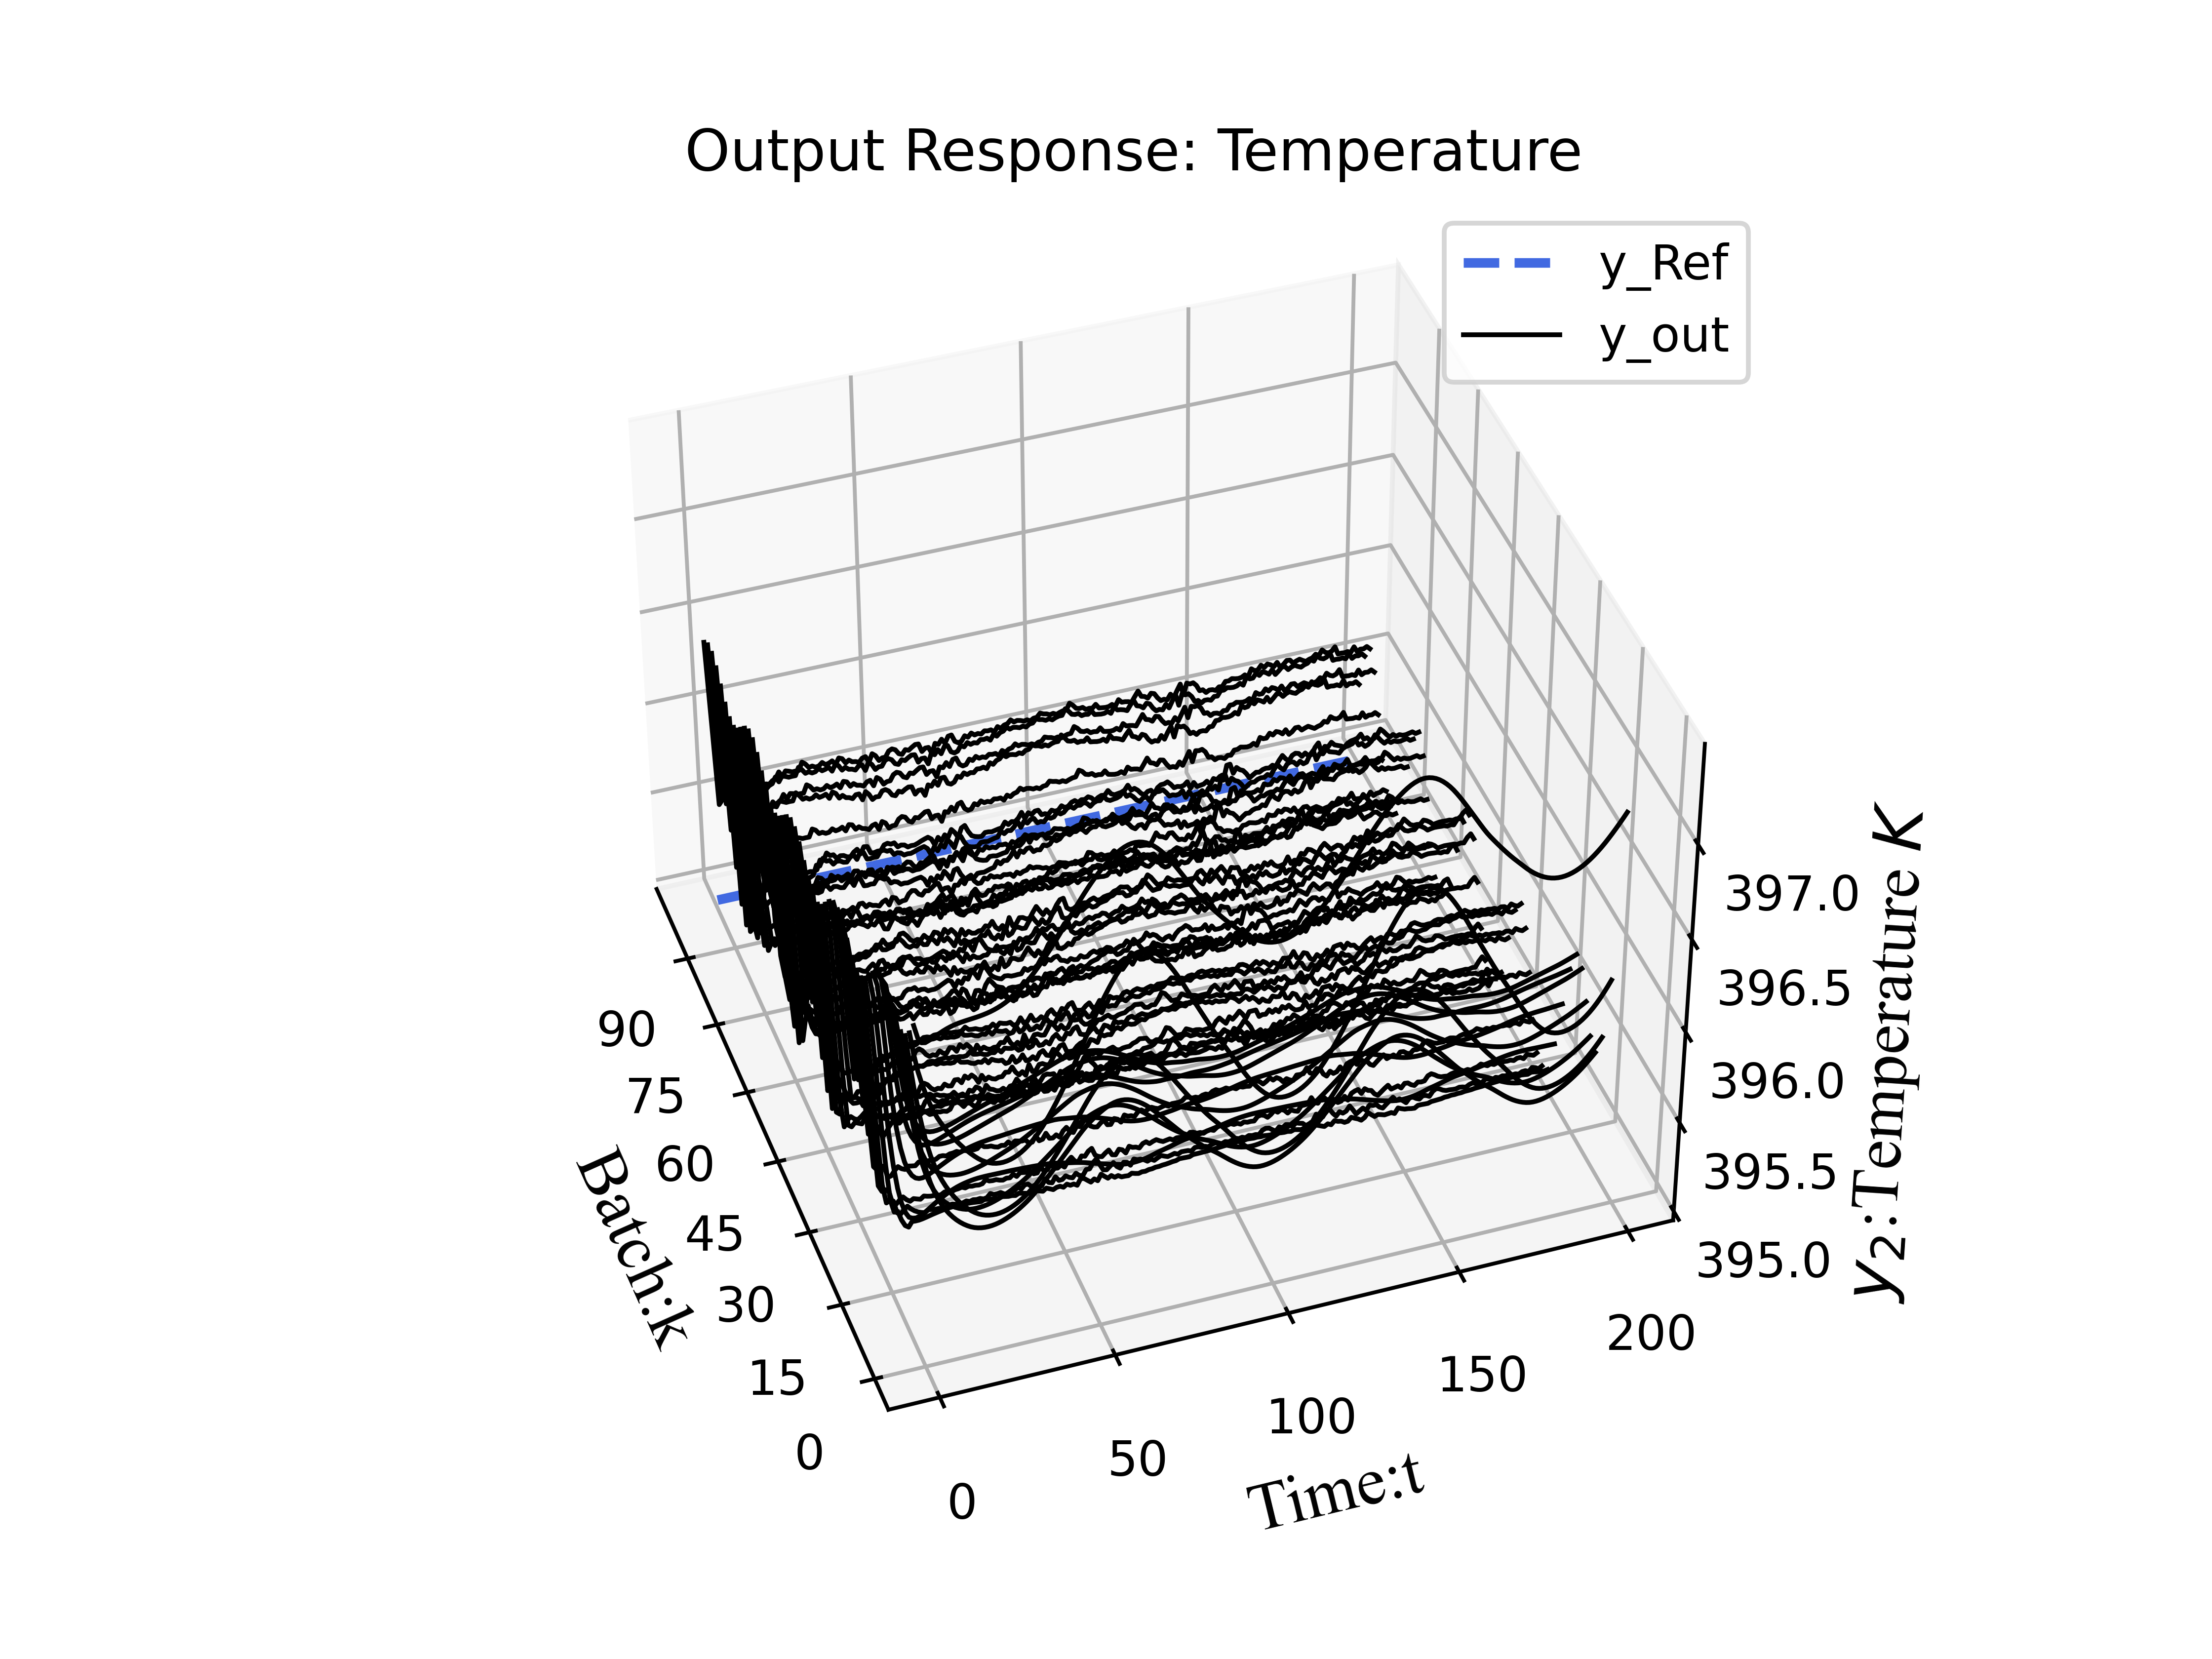 Output Response: Temperature
y_Ref
y_out
397.0
396.5
396.0
395.5
395.0
y₂:Temperature K
90
75
60
45
30
15
0
Batch:k
0
50
100
150
200
Time:t